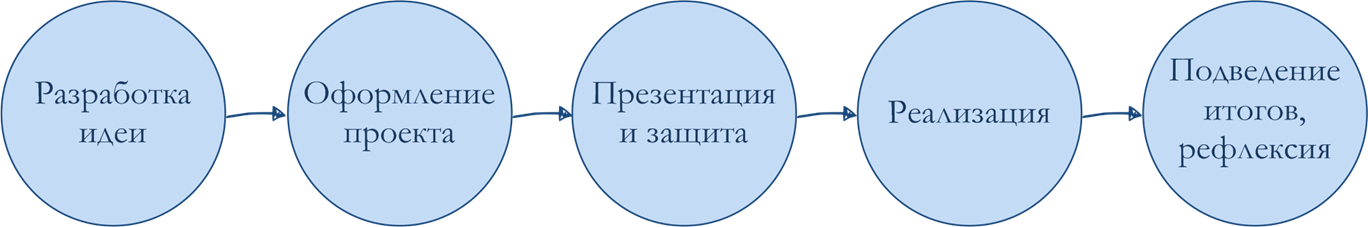 Разработка
идеи
Оформление
проекта
Презентация
и защита
Реализация
Подведение
итогов,
рефлексия